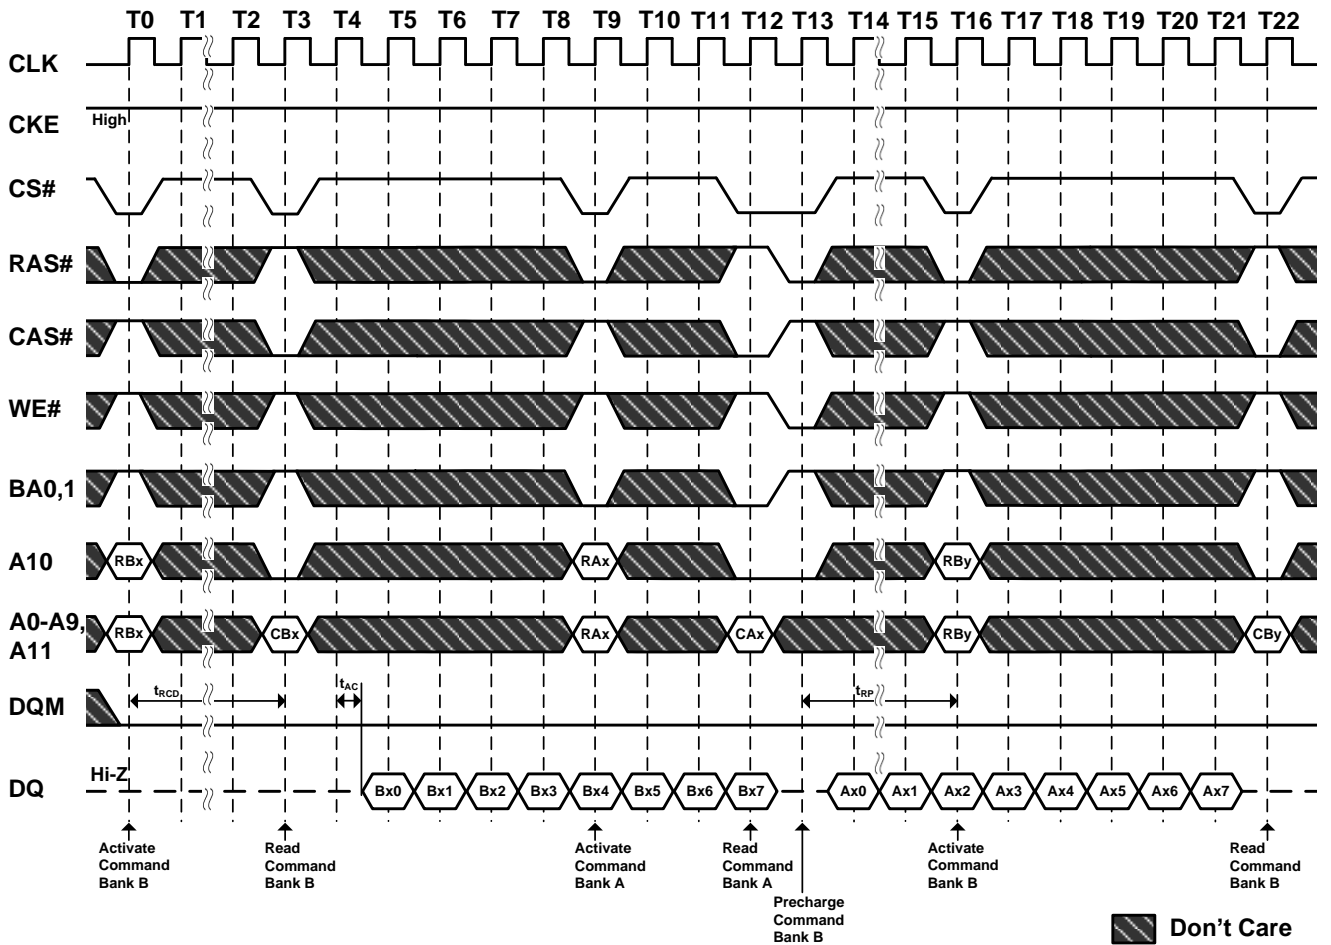 T0 T1 T2 T3 T4 T5 T6 T7 T8 T9 T10 T11 T12 T13 T14 T15 T16 T17 T18 T19 T20 T21 T22
CLK
CKE High
CS#
RAS#
CAS#
WE#
BA0,1
A10 RBx RAx RBy
A0-A9,
A11 RBx CBx RAx CAx RBy CBy
tRCD tAC tRP
DQM
DQ Hi-Z Bx0 Bx1 Bx2 Bx3 Bx4 Bx5 Bx6 Bx7 Ax0 Ax1 Ax2 Ax3 Ax4 Ax5 Ax6 Ax7
Activate
Command
Bank B
Read
Command
Bank B
Activate
Command
Bank A
Read
Command
Bank A
Precharge
Command
Bank B
Activate
Command
Bank B
Read
Command
Bank B
Don't Care